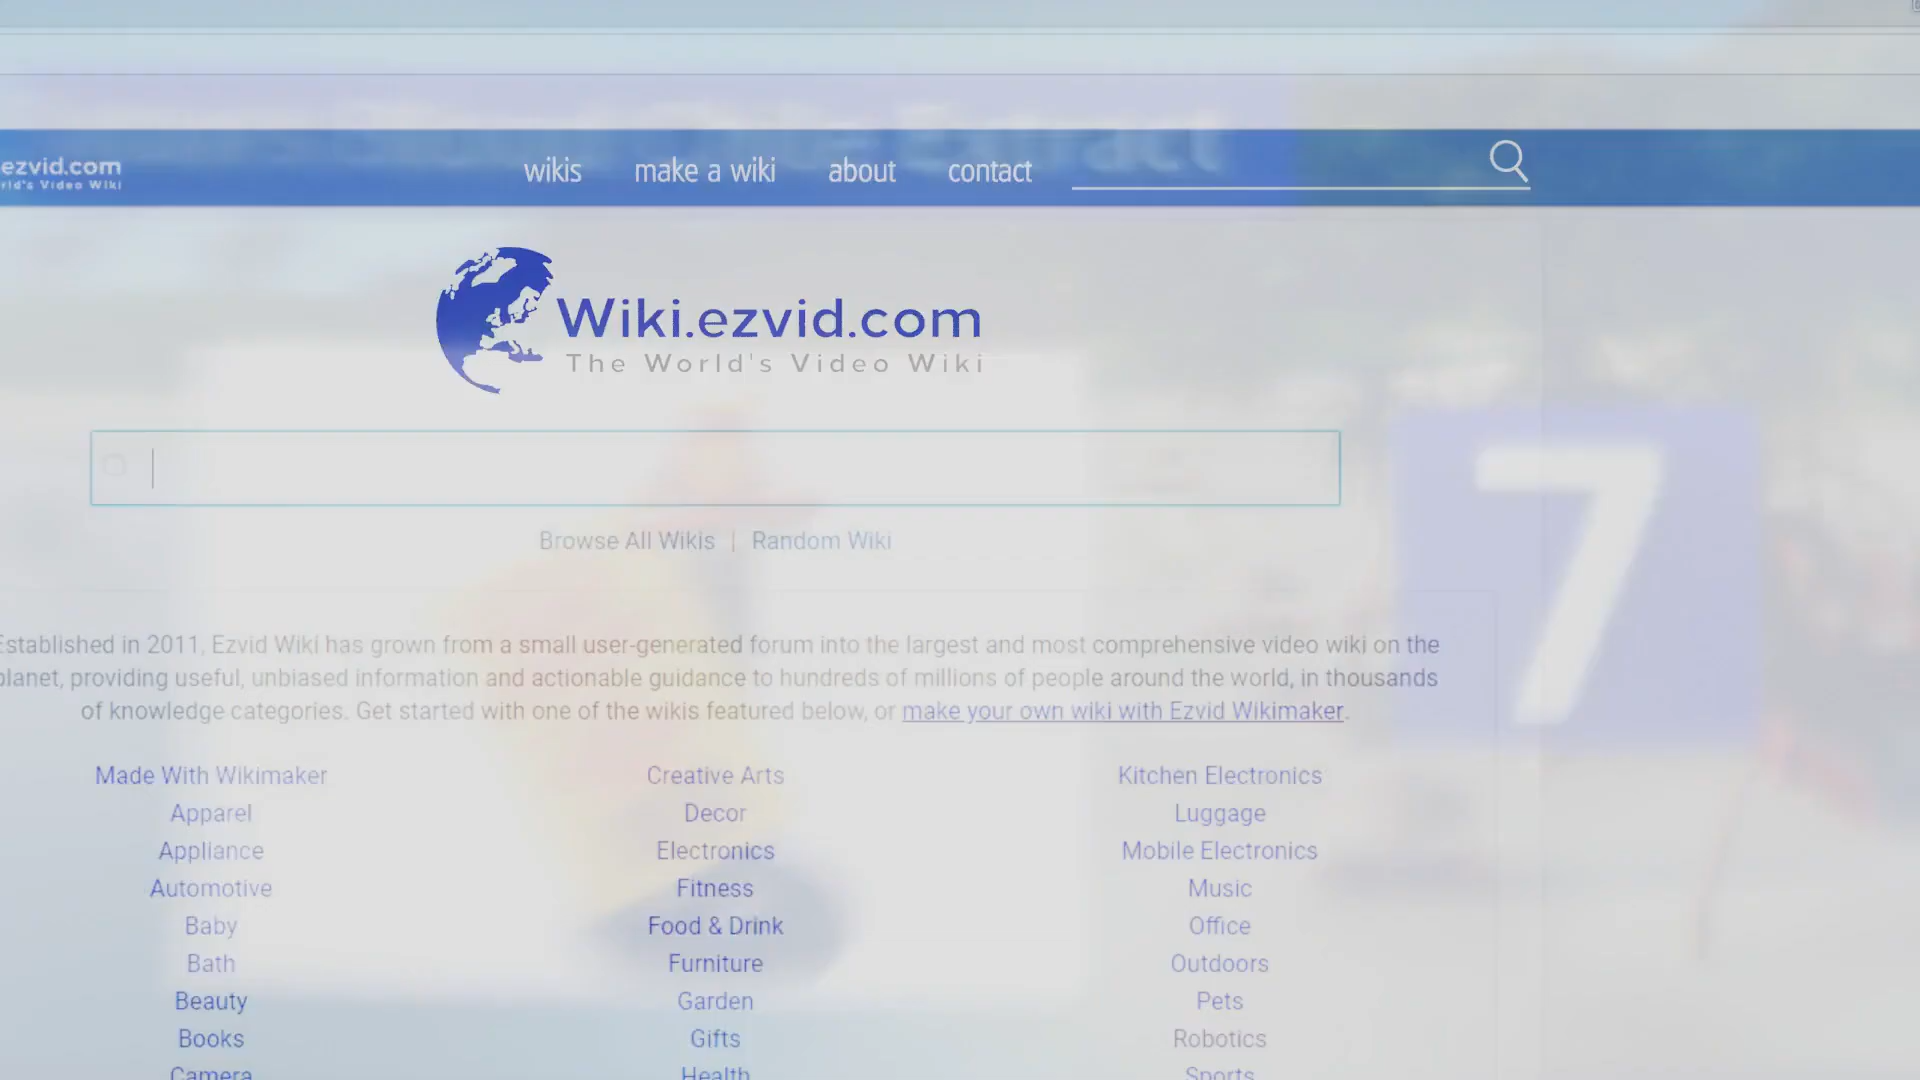 ezvid.com
wikis make a wiki about contact
Extract
Wiki.ezvid.com
The World's Video Wiki
Browse All Wikis | Random Wiki
7
Established in 2011, Ezvid Wiki has grown from a small user-generated forum into the largest and most comprehensive video wiki on the
planet, providing useful, unbiased information and actionable guidance to hundreds of millions of people around the world, in thousands
of knowledge categories. Get started with one of the wikis featured below, or make your own wiki with Ezvid Wikimaker.
Made With Wikimaker Creative Arts Kitchen Electronics
Apparel Decor Luggage
Appliance Electronics Mobile Electronics
Automotive Fitness Music
Baby Food & Drink Office
Bath Furniture Outdoors
Beauty Garden Pets
Books Gifts Robotics
Camera Health Sports